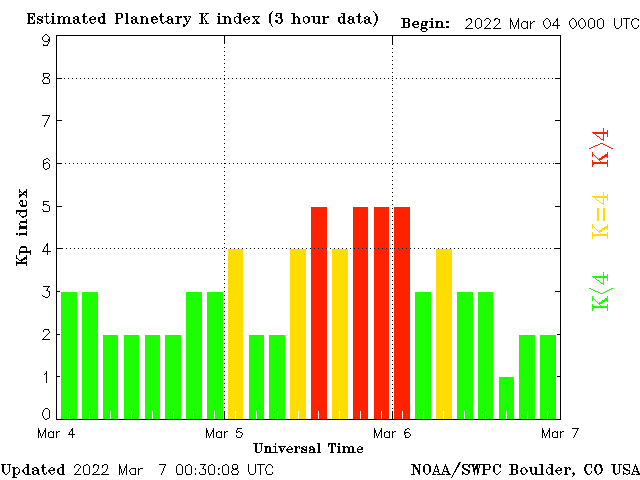 Estimated Planetary K index (3 hour data) Begin: 2022 Mar 04 0000 UTC
9
8
7
6
5
4
3
2
1
0
Kp index
K>4
K=4
K<4
Mar 4 Mar 5 Mar 6 Mar 7
Universal Time
Updated 2022 Mar 7 00:30:08 UTC NOAA/SWPC Boulder, CO USA